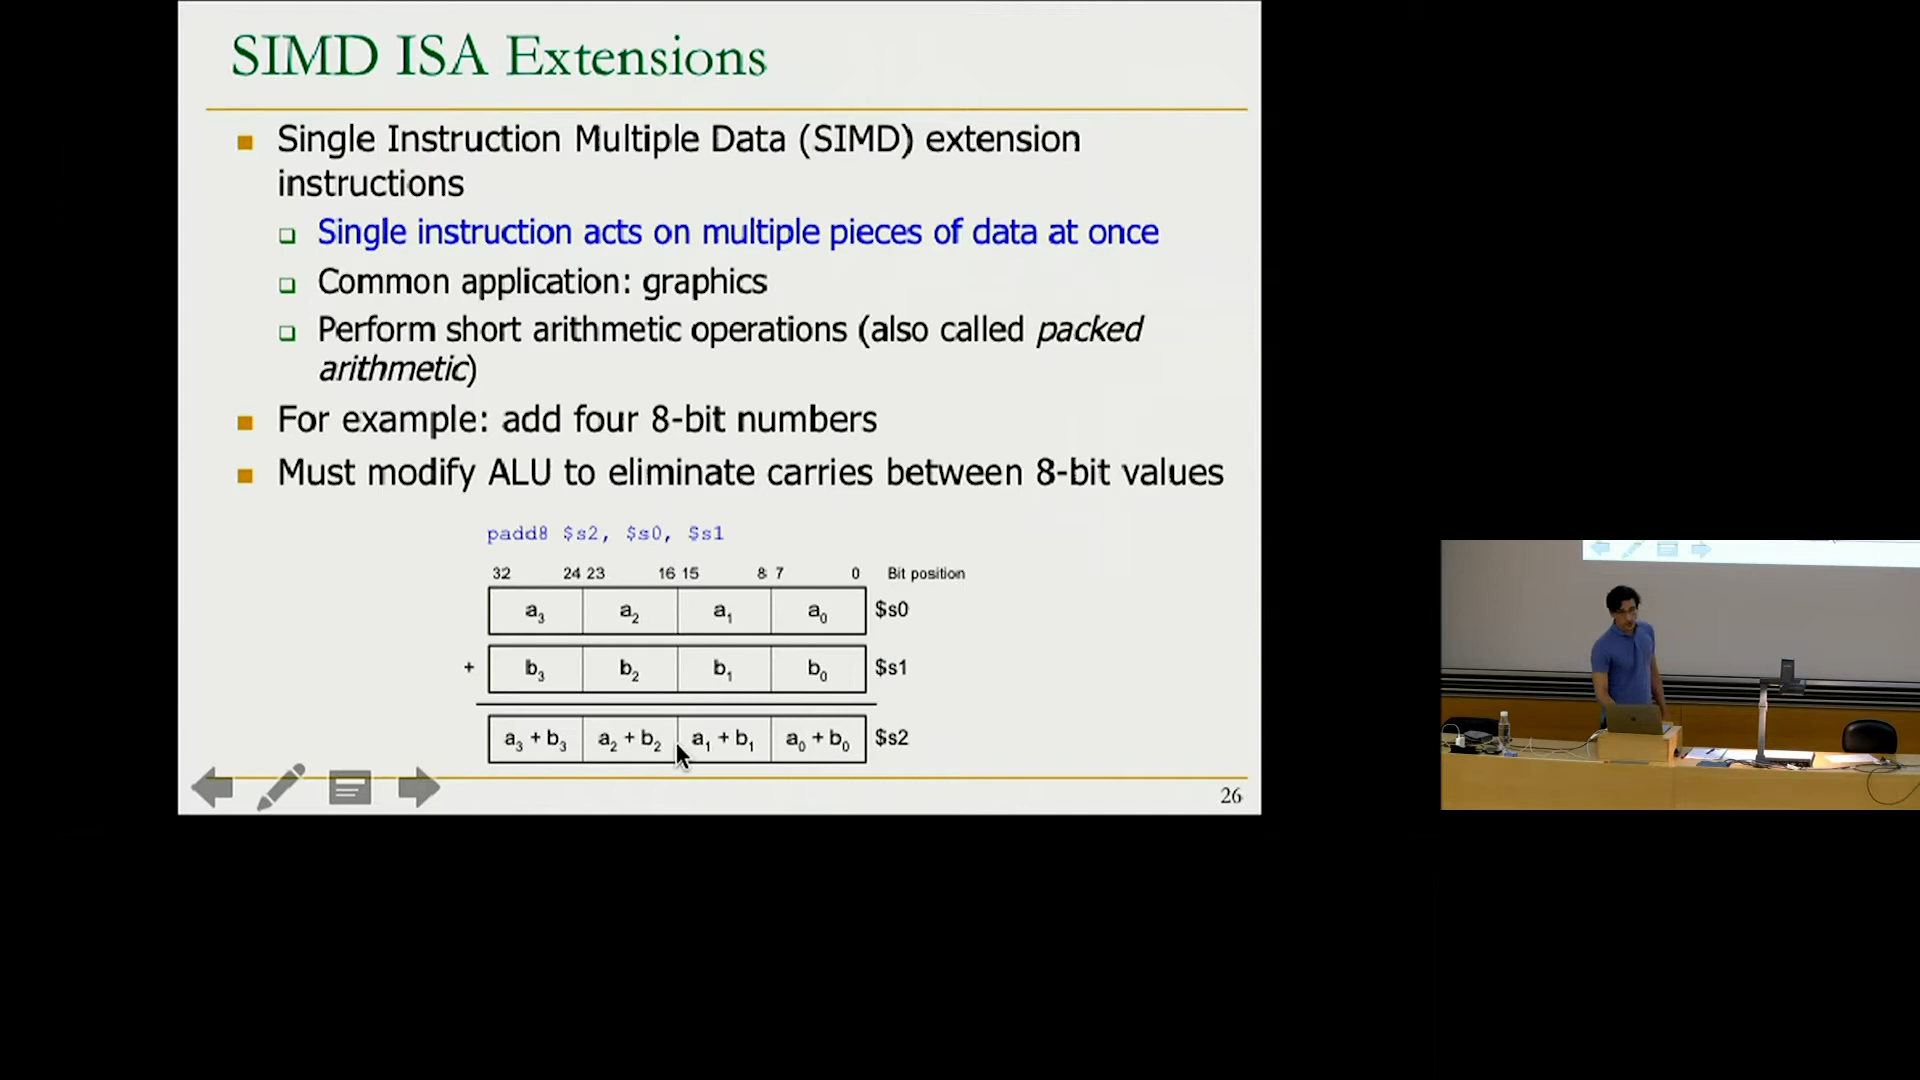 SIMD ISA Extensions
Single Instruction Multiple Data (SIMD) extension
instructions
Single instruction acts on multiple pieces of data at once
Common application: graphics
Perform short arithmetic operations (also called packed
arithmetic)
For example: add four 8-bit numbers
Must modify ALU to eliminate carries between 8-bit values
padd8 $s2, $s0, $s1
32 24 23 16 15 8 7 0 Bit position
a₃ a₂ a₁ a₀ $s0
+ b₃ b₂ b₁ b₀ $s1
a₃ + b₃ a₂ + b₂ a₁ + b₁ a₀ + b₀ $s2
26